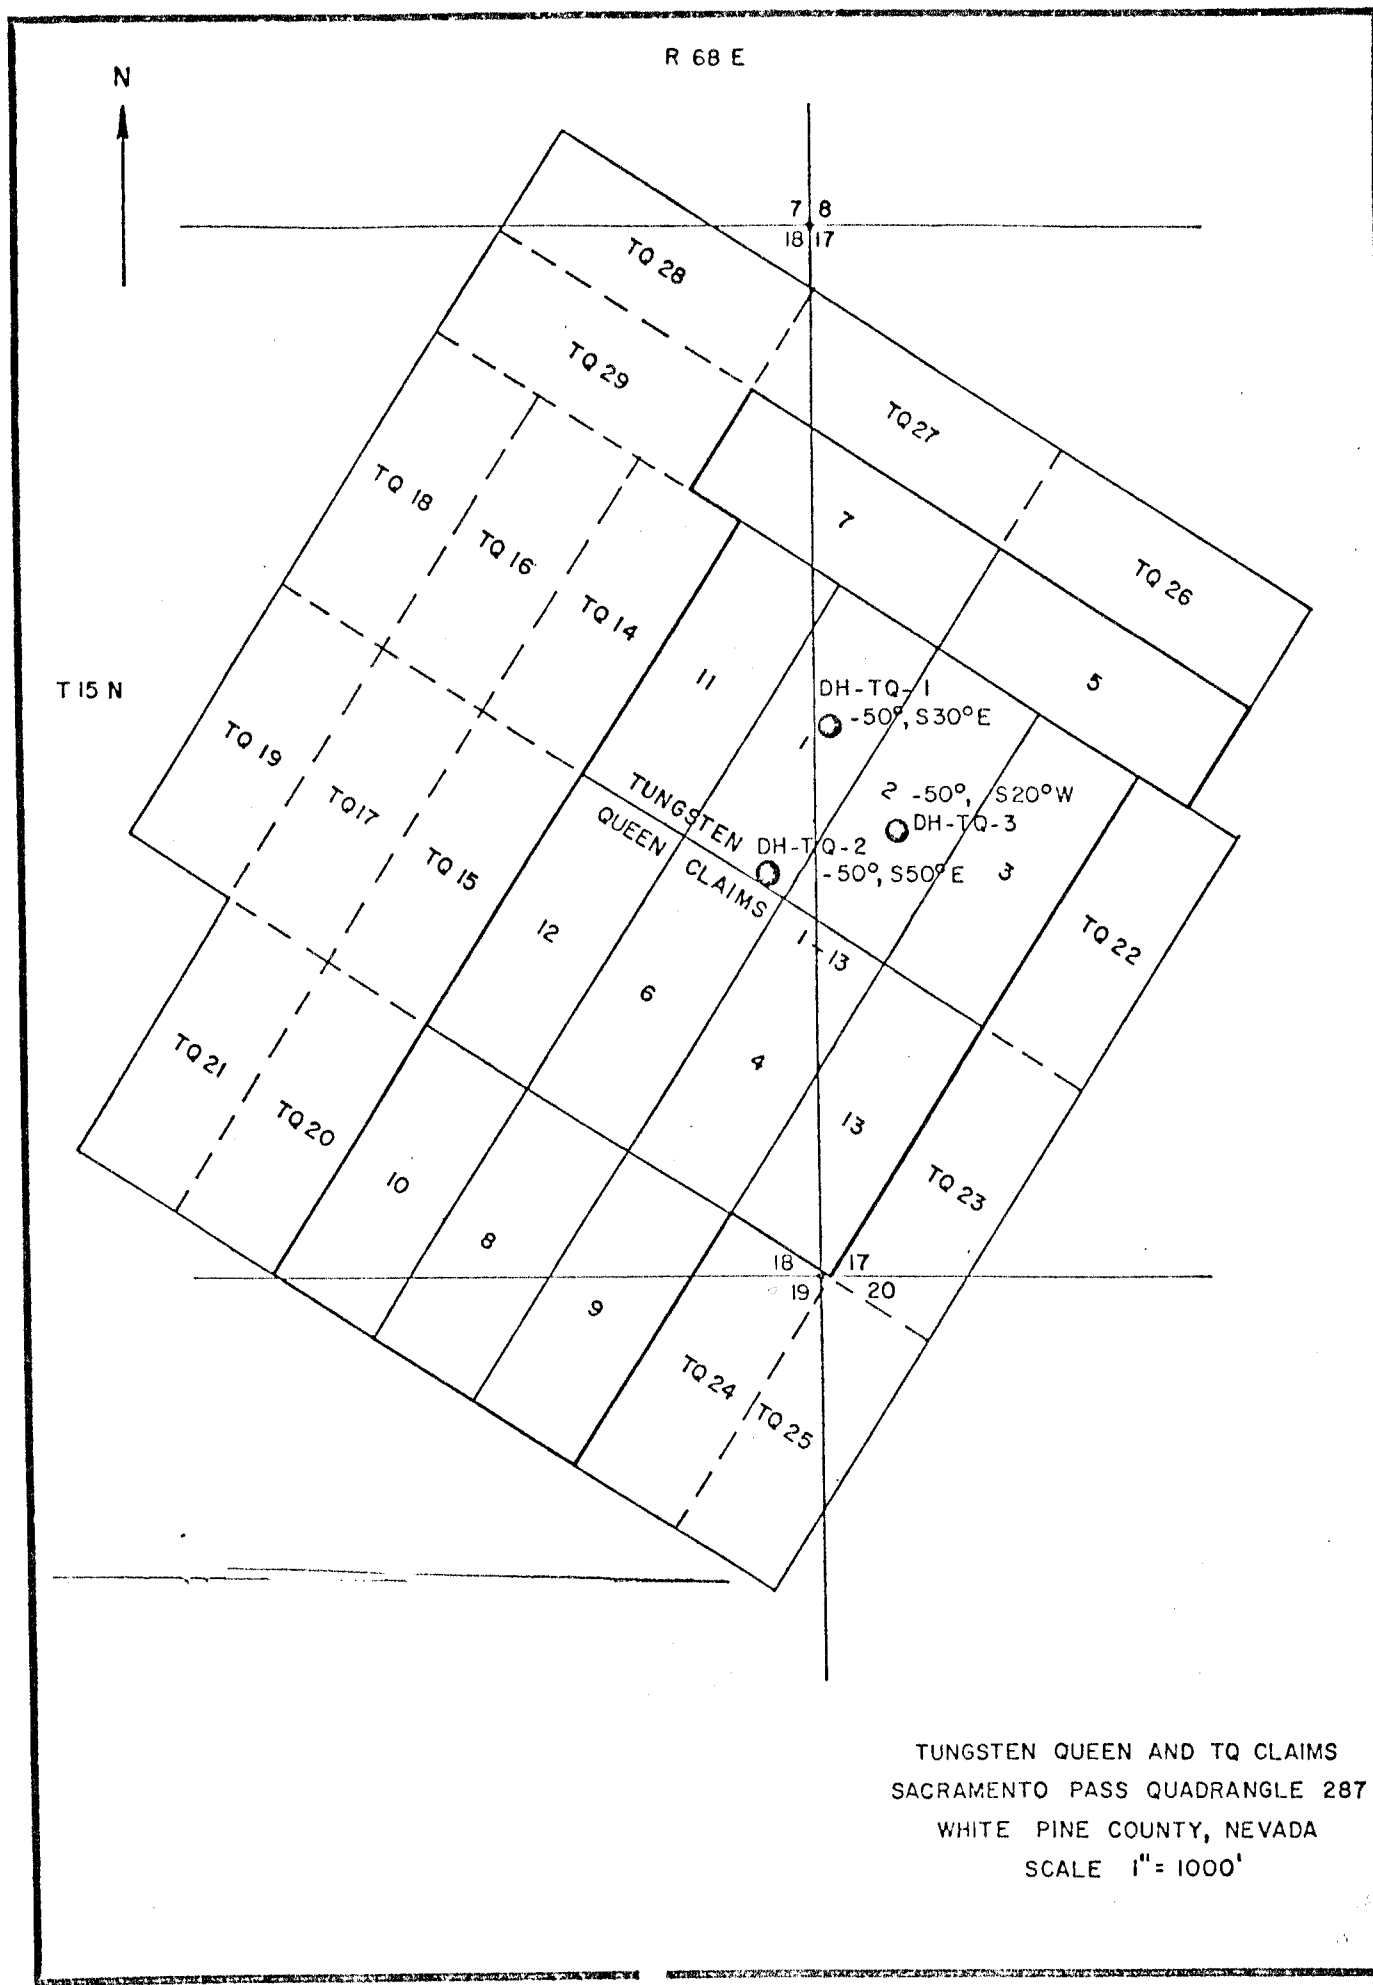 R 68 E
N
7 8
18 17
TQ 28
TQ 29
TQ 27
TQ 18
7
TQ 16
TQ 26
TQ 14
11
5
T 15 N
DH-TQ-1
-50°, S30°E
1
TQ 19
TQ 17
TUNGSTEN
QUEEN CLAIMS
1-13
2 -50°, S20°W
DH-TQ-3
DH-TQ-2
-50°, S50°E
TQ 15
3
12
TQ 22
6
4
TQ 21
TQ 20
13
10
TQ 23
8
18 17
19 20
9
TQ 24
TQ 25
TUNGSTEN QUEEN AND TQ CLAIMS
SACRAMENTO PASS QUADRANGLE 287
WHITE PINE COUNTY, NEVADA
SCALE 1" = 1000'